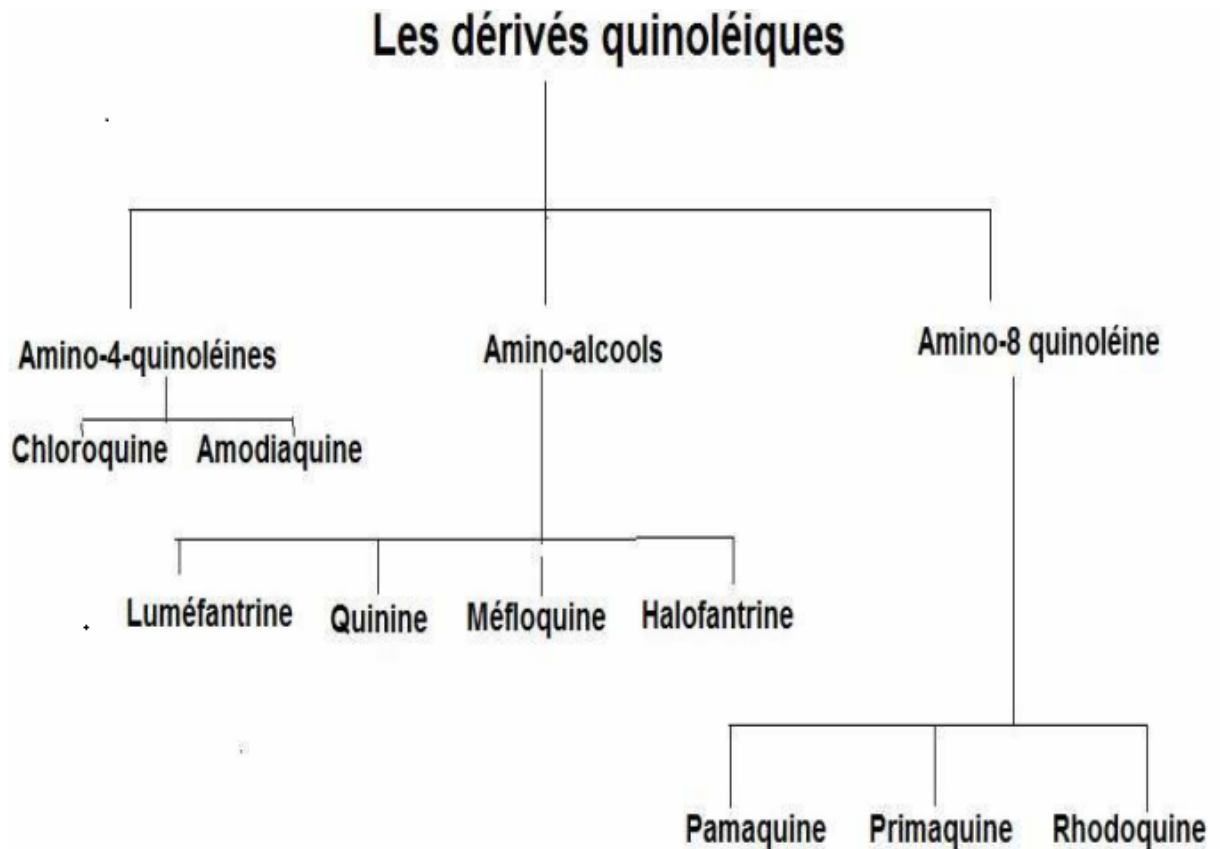 Les dérivés quinoléiques
Amino-4-quinoléines
Amino-alcools
Amino-8 quinoléine
Chloroquine
Amodiaquine
Luméfantrine
Quinine
Méfloquine
Halofantrine
Pamaquine
Primaquine
Rhodoquine